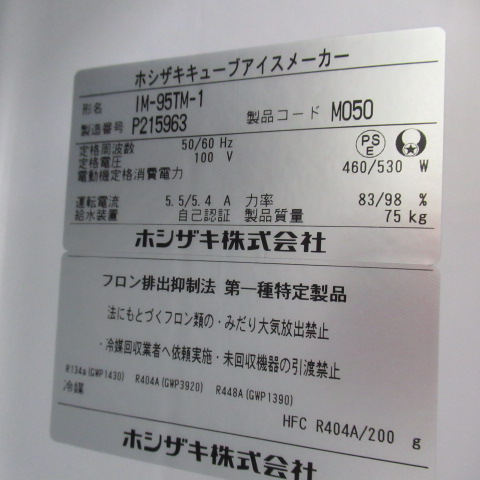 ホシザキキューブアイスメーカー
形名 IM-95TM-1
製造番号 P215963 製品コード M050
定格周波数 50/60 Hz
定格電圧 100 V
電動機定格消費電力 460/530 W
PS
E
運転電流 5.5/5.4 A 力率 83/98 %
給水装置 自己認証 製品質量 75 kg
ホシザキ株式会社
フロン排出抑制法 第一種特定製品
法にもとづくフロン類の・みだり大気放出禁止
・冷媒回収業者へ依頼実施・未回収機器の引渡禁止
R134a(GWP1430) R404A(GWP3920) R448A(GWP1390)
冷媒 HFC R404A/200 g
ホシザキ株式会社